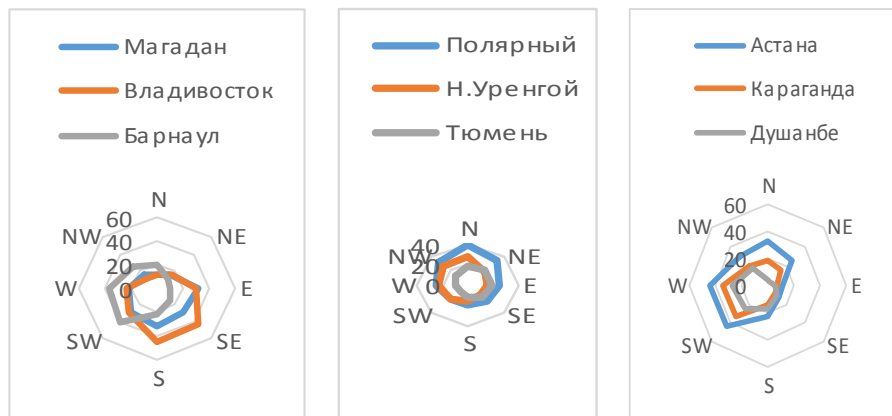 Магадан
Владивосток
Барнаул
N
NE
E
SE
S
SW
W
NW
60
40
20
0
Полярный
Н.Уренгой
Тюмень
N
NE
E
SE
S
SW
W
NW
40
20
0
Астана
Караганда
Душанбе
N
NE
E
SE
S
SW
W
NW
60
40
20
0